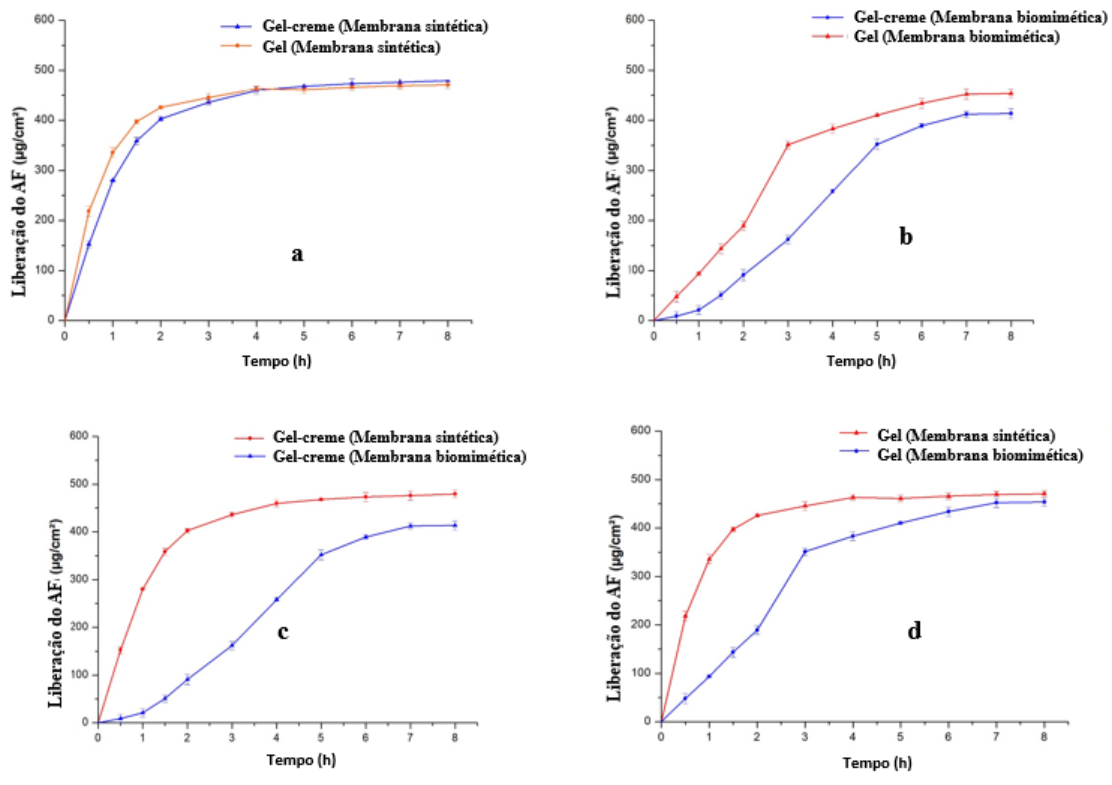 Gel-creme (Membrana sintética)
Gel (Membrana sintética)
Liberação do AF (µg/cm²)
600
500
400
300
200
100
0
a
0 1 2 3 4 5 6 7 8
Tempo (h)
Gel-creme (Membrana biomimética)
Gel (Membrana biomimética)
Liberação do AF (µg/cm²)
600
500
400
300
200
100
0
b
0 1 2 3 4 5 6 7 8
Tempo (h)
Gel-creme (Membrana sintética)
Gel-creme (Membrana biomimética)
Liberação do AF (µg/cm²)
600
500
400
300
200
100
0
c
0 1 2 3 4 5 6 7 8
Tempo (h)
Gel (Membrana sintética)
Gel (Membrana biomimética)
Liberação do AF (µg/cm²)
600
500
400
300
200
100
0
d
0 1 2 3 4 5 6 7 8
Tempo (h)